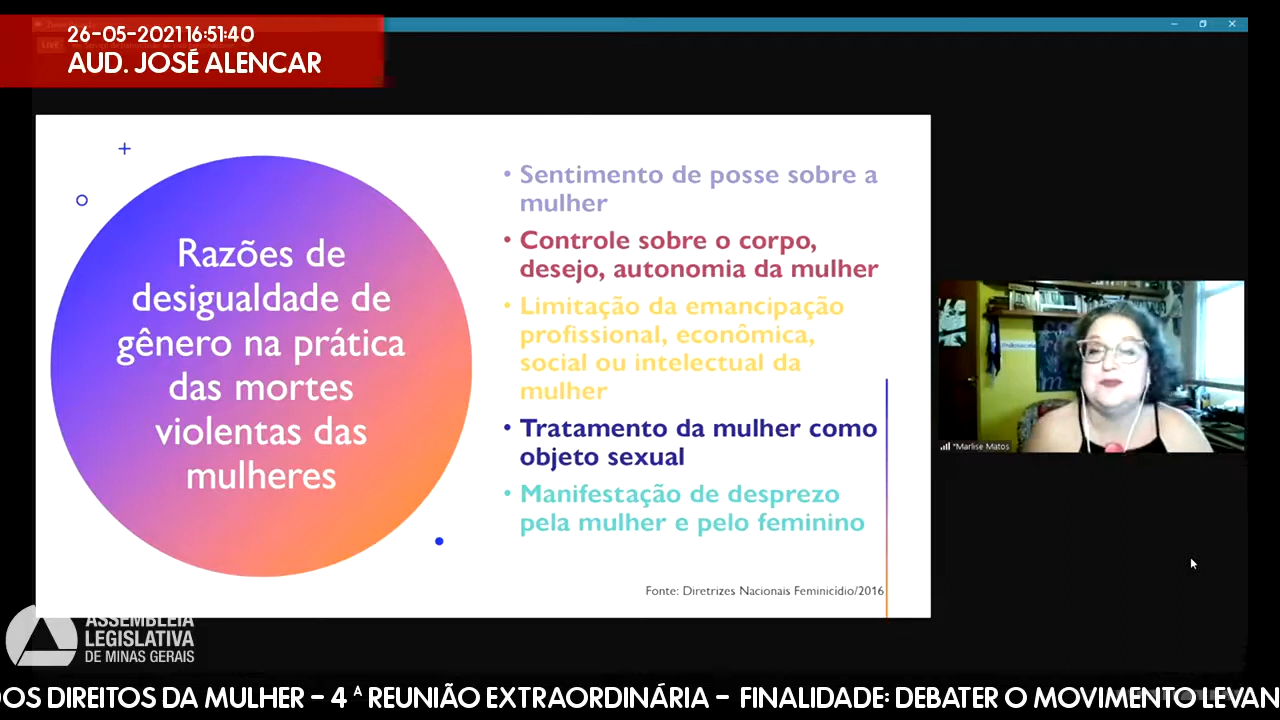 26-05-2021 16:51:40
AUD. JOSÉ ALENCAR
LIVE
Razões de
desigualdade de
gênero na prática
das mortes
violentas das
mulheres
• Sentimento de posse sobre a
mulher
• Controle sobre o corpo,
desejo, autonomia da mulher
• Limitação da emancipação
profissional, econômica,
social ou intelectual da
mulher
• Tratamento da mulher como
objeto sexual
• Manifestação de desprezo
pela mulher e pelo feminino
Fonte: Diretrizes Nacionais Feminicídio/2016
*Marlise Matos
ASSEMBLEIA
LEGISLATIVA
DE MINAS GERAIS
DOS DIREITOS DA MULHER – 4 ª REUNIÃO EXTRAORDINÁRIA – FINALIDADE: DEBATER O MOVIMENTO LEVAN